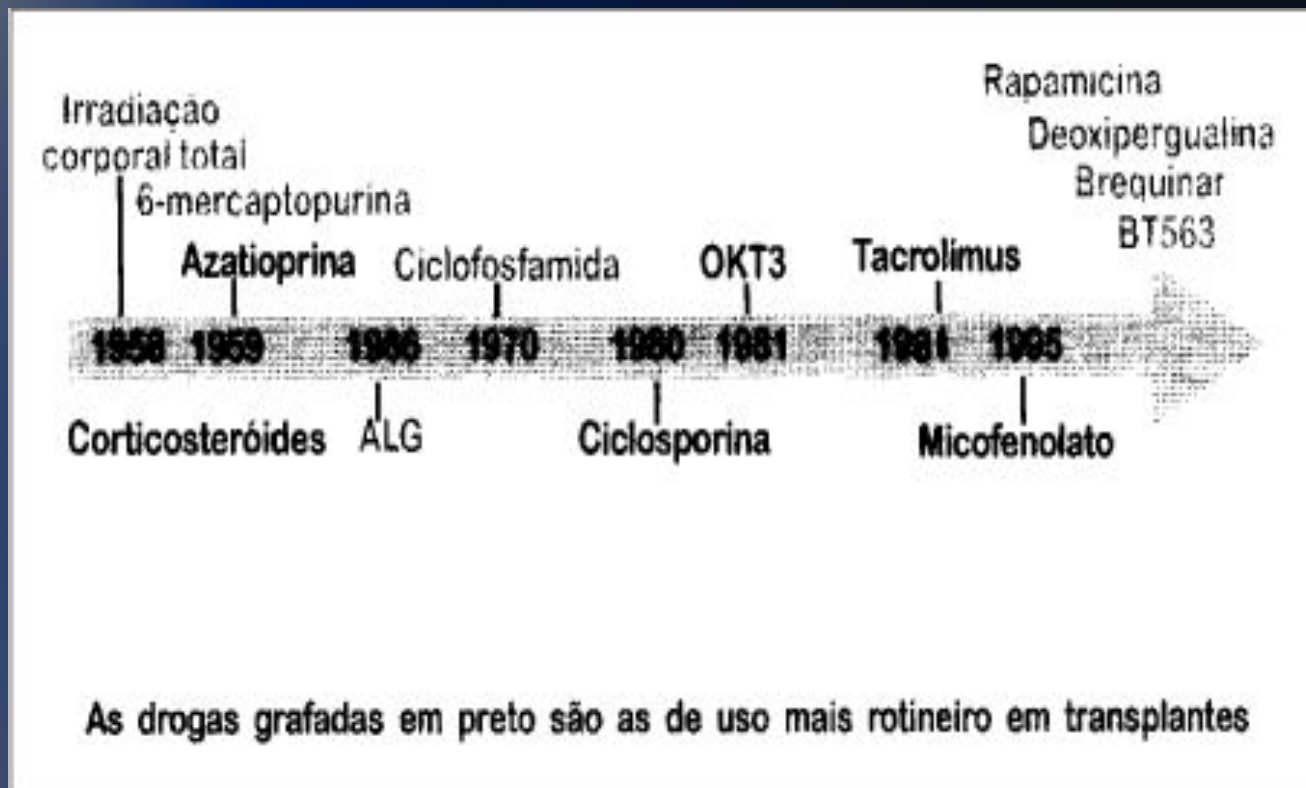 Rapamicina
Irradiação
corporal total
Deoxipergualina
6-mercaptopurina
Brequinar
BT563
Azatioprina
Ciclofosfamida
OKT3
Tacrolimus
1958 1959 1966 1970 1980 1981 1995
Corticosteróides
ALG
Ciclosporina
Micofenolato
As drogas grafadas em preto são as de uso mais rotineiro em transplantes